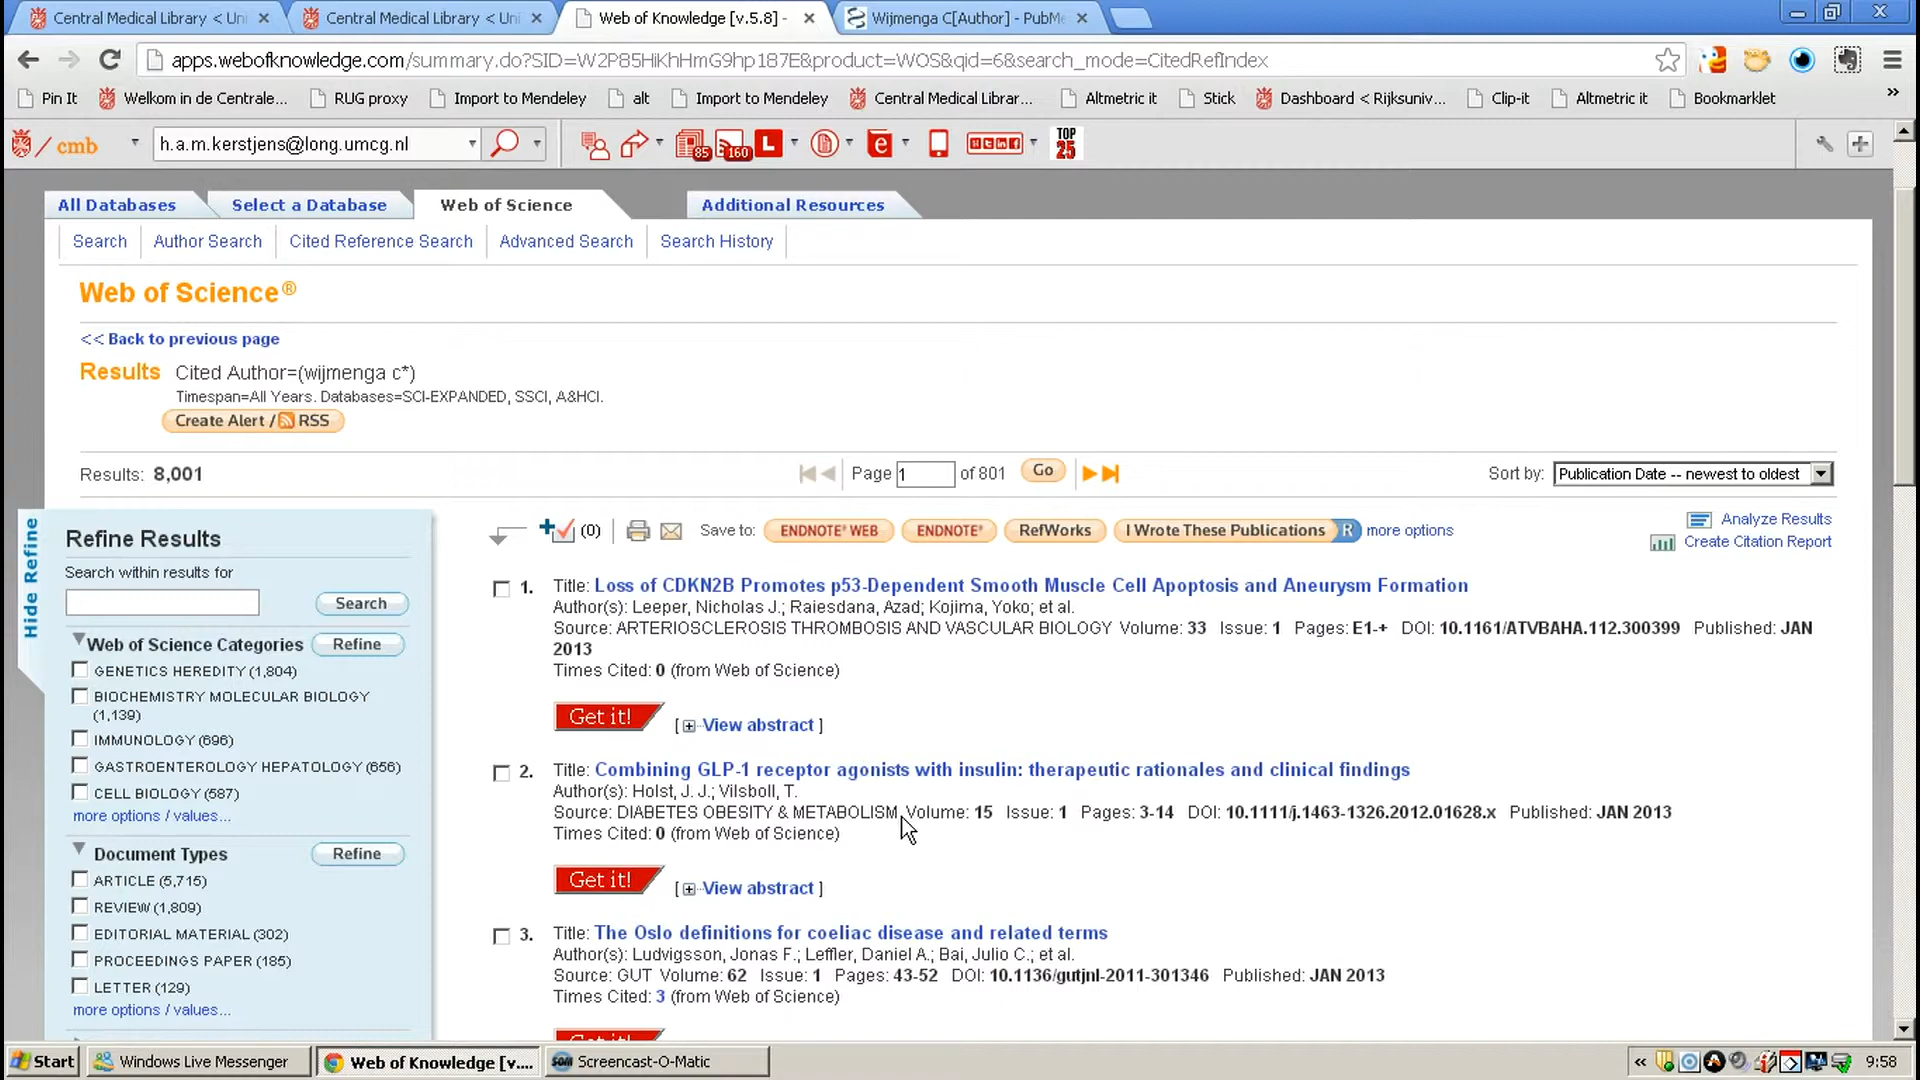 Central Medical Library < Uni
Central Medical Library < Uni
Web of Knowledge [v.5.8] -
Wijmenga C[Author] - PubMe
apps.webofknowledge.com/summary.do?SID=W2P85HiKhHmG9hp187E&product=WOS&qid=6&search_mode=CitedRefIndex
Pin It Welkom in de Centrale... RUG proxy Import to Mendeley alt Import to Mendeley Central Medical Librar... Altmetric it Stick Dashboard < Rijksuniv... Clip-it Altmetric it Bookmarklet »
/ cmb h.a.m.kerstjens@long.umcg.nl 85 160 L e TOP 25
All Databases Select a Database Web of Science Additional Resources
Search Author Search Cited Reference Search Advanced Search Search History
Web of Science®
<< Back to previous page
Results Cited Author=(wijmenga c*)
Timespan=All Years. Databases=SCI-EXPANDED, SSCI, A&HCI.
Create Alert / RSS
Results: 8,001 Page 1 of 801 Go Sort by: Publication Date -- newest to oldest
Hide Refine
Refine Results
Search within results for
Search
Web of Science Categories Refine
GENETICS HEREDITY (1,804)
BIOCHEMISTRY MOLECULAR BIOLOGY
(1,139)
IMMUNOLOGY (696)
GASTROENTEROLOGY HEPATOLOGY (656)
CELL BIOLOGY (587)
more options / values...
Document Types Refine
ARTICLE (5,715)
REVIEW (1,809)
EDITORIAL MATERIAL (302)
PROCEEDINGS PAPER (185)
LETTER (129)
more options / values...
(0) Save to: ENDNOTE® WEB ENDNOTE® RefWorks I Wrote These Publications R more options
Analyze Results
Create Citation Report
1. Title: Loss of CDKN2B Promotes p53-Dependent Smooth Muscle Cell Apoptosis and Aneurysm Formation
Author(s): Leeper, Nicholas J.; Raiesdana, Azad; Kojima, Yoko; et al.
Source: ARTERIOSCLEROSIS THROMBOSIS AND VASCULAR BIOLOGY Volume: 33 Issue: 1 Pages: E1-+ DOI: 10.1161/ATVBAHA.112.300399 Published: JAN
2013
Times Cited: 0 (from Web of Science)
Get it! [ View abstract ]
2. Title: Combining GLP-1 receptor agonists with insulin: therapeutic rationales and clinical findings
Author(s): Holst, J. J.; Vilsboll, T.
Source: DIABETES OBESITY & METABOLISM Volume: 15 Issue: 1 Pages: 3-14 DOI: 10.1111/j.1463-1326.2012.01628.x Published: JAN 2013
Times Cited: 0 (from Web of Science)
Get it! [ View abstract ]
3. Title: The Oslo definitions for coeliac disease and related terms
Author(s): Ludvigsson, Jonas F.; Leffler, Daniel A.; Bai, Julio C.; et al.
Source: GUT Volume: 62 Issue: 1 Pages: 43-52 DOI: 10.1136/gutjnl-2011-301346 Published: JAN 2013
Times Cited: 3 (from Web of Science)
Get it!
Start Windows Live Messenger Web of Knowledge [v.... Screencast-O-Matic « 9:58